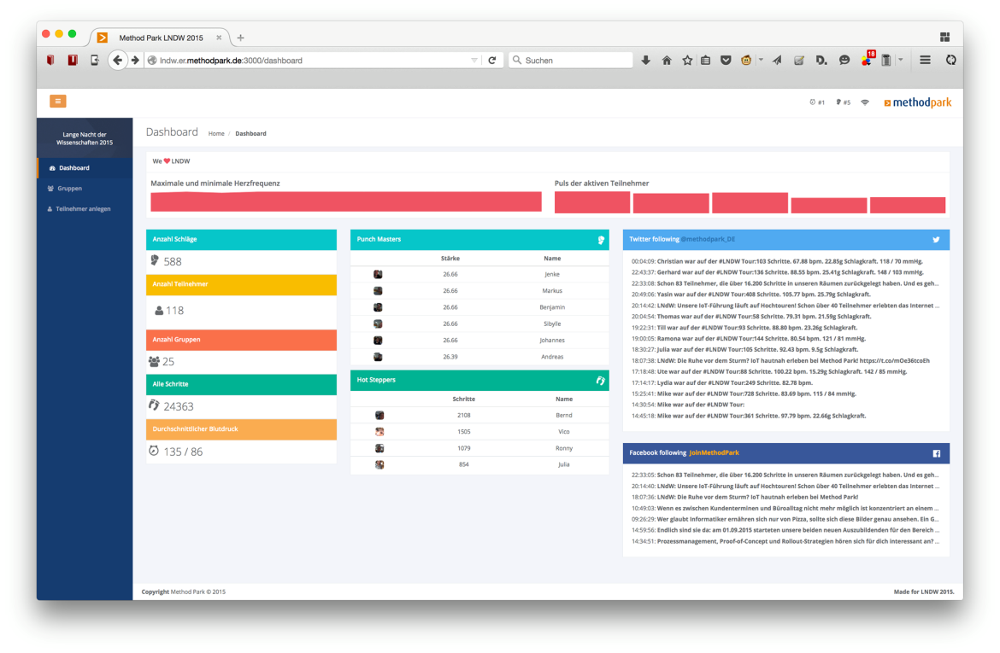 Method Park LNDW 2015
lndw.er.methodpark.de:3000/dashboard
Suchen
D.
18
#1 #5 methodpark
Lange Nacht der
Wissenschaften 2015
Dashboard
Gruppen
Teilnehmer anlegen
Dashboard Home / Dashboard
We LNDW
Maximale und minimale Herzfrequenz
Puls der aktiven Teilnehmer
Anzahl Schläge
588
Anzahl Teilnehmer
118
Anzahl Gruppen
25
Alle Schritte
24363
Durchschnittlicher Blutdruck
135 / 86
Punch Masters
Stärke Name
26.66 Jenke
26.66 Markus
26.66 Benjamin
26.66 Sibylle
26.66 Johannes
26.39 Andreas
Hot Steppers
Schritte Name
2108 Bernd
1505 Vico
1079 Ronny
854 Julia
Twitter following @methodpark_DE
00:04:09: Christian war auf der #LNDW Tour:103 Schritte. 67.88 bpm. 22.85g Schlagkraft. 118 / 70 mmHg.
22:43:37: Gerhard war auf der #LNDW Tour:136 Schritte. 88.55 bpm. 25.41g Schlagkraft. 148 / 103 mmHg.
22:33:08: Schon 83 Teilnehmer, die über 16.200 Schritte in unseren Räumen zurückgelegt haben. Und es geh...
20:49:06: Yasin war auf der #LNDW Tour:408 Schritte. 105.77 bpm. 25.79g Schlagkraft.
20:14:42: LNdW: Unsere IoT-Führung läuft auf Hochtouren! Schon über 40 Teilnehmer erlebten das Internet ...
20:04:54: Thomas war auf der #LNDW Tour:58 Schritte. 79.31 bpm. 21.59g Schlagkraft.
19:22:31: Till war auf der #LNDW Tour:93 Schritte. 88.80 bpm. 23.26g Schlagkraft.
19:00:05: Ramona war auf der #LNDW Tour:144 Schritte. 80.54 bpm. 121 / 81 mmHg.
18:30:27: Julia war auf der #LNDW Tour:105 Schritte. 92.43 bpm. 9.5g Schlagkraft.
18:07:38: LNdW: Die Ruhe vor dem Sturm? IoT hautnah erleben bei Method Park! https://t.co/mOe36tcoEh
17:18:48: Ute war auf der #LNDW Tour:88 Schritte. 100.22 bpm. 15.29g Schlagkraft. 142 / 85 mmHg.
17:14:17: Lydia war auf der #LNDW Tour:249 Schritte. 82.78 bpm.
15:25:41: Mike war auf der #LNDW Tour:728 Schritte. 83.69 bpm. 115 / 84 mmHg.
14:30:54: Mike war auf der #LNDW Tour:
14:45:18: Mike war auf der #LNDW Tour:361 Schritte. 97.79 bpm. 22.66g Schlagkraft.
Facebook following JoinMethodPark
22:33:05: Schon 83 Teilnehmer, die über 16.200 Schritte in unseren Räumen zurückgelegt haben. Und es geh...
20:14:40: LNdW: Unsere IoT-Führung läuft auf Hochtouren! Schon über 40 Teilnehmer erlebten das Internet ...
18:07:36: LNdW: Die Ruhe vor dem Sturm? IoT hautnah erleben bei Method Park!
10:49:03: Wenn es zwischen Kundenterminen und Büroalltag nicht mehr möglich ist konzentriert an einem ...
09:26:29: Wer glaubt Informatiker ernähren sich nur von Pizza, sollte sich diese Bilder genau ansehen. Ein G...
14:59:56: Endlich sind sie da: am 01.09.2015 starteten unsere beiden neuen Auszubildenden für den Bereich ...
14:34:51: Prozessmanagement, Proof-of-Concept und Rollout-Strategien hören sich für dich interessant an? ...
Copyright Method Park © 2015
Made for LNDW 2015.